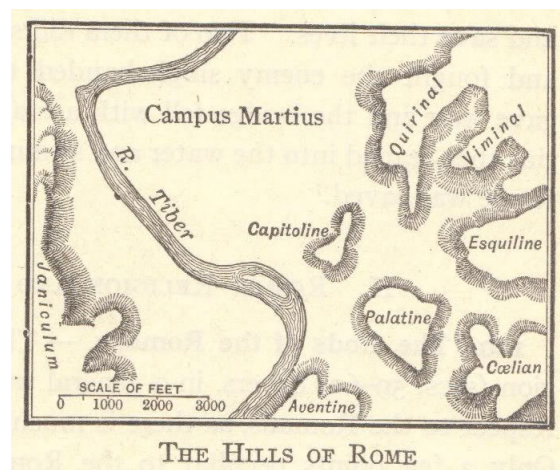 Campus Martius
Quirinal
Viminal
R. Tiber
Capitoline
Esquiline
Janiculum
Palatine
Cœlian
SCALE OF FEET
0 1000 2000 3000
Aventine
THE HILLS OF ROME